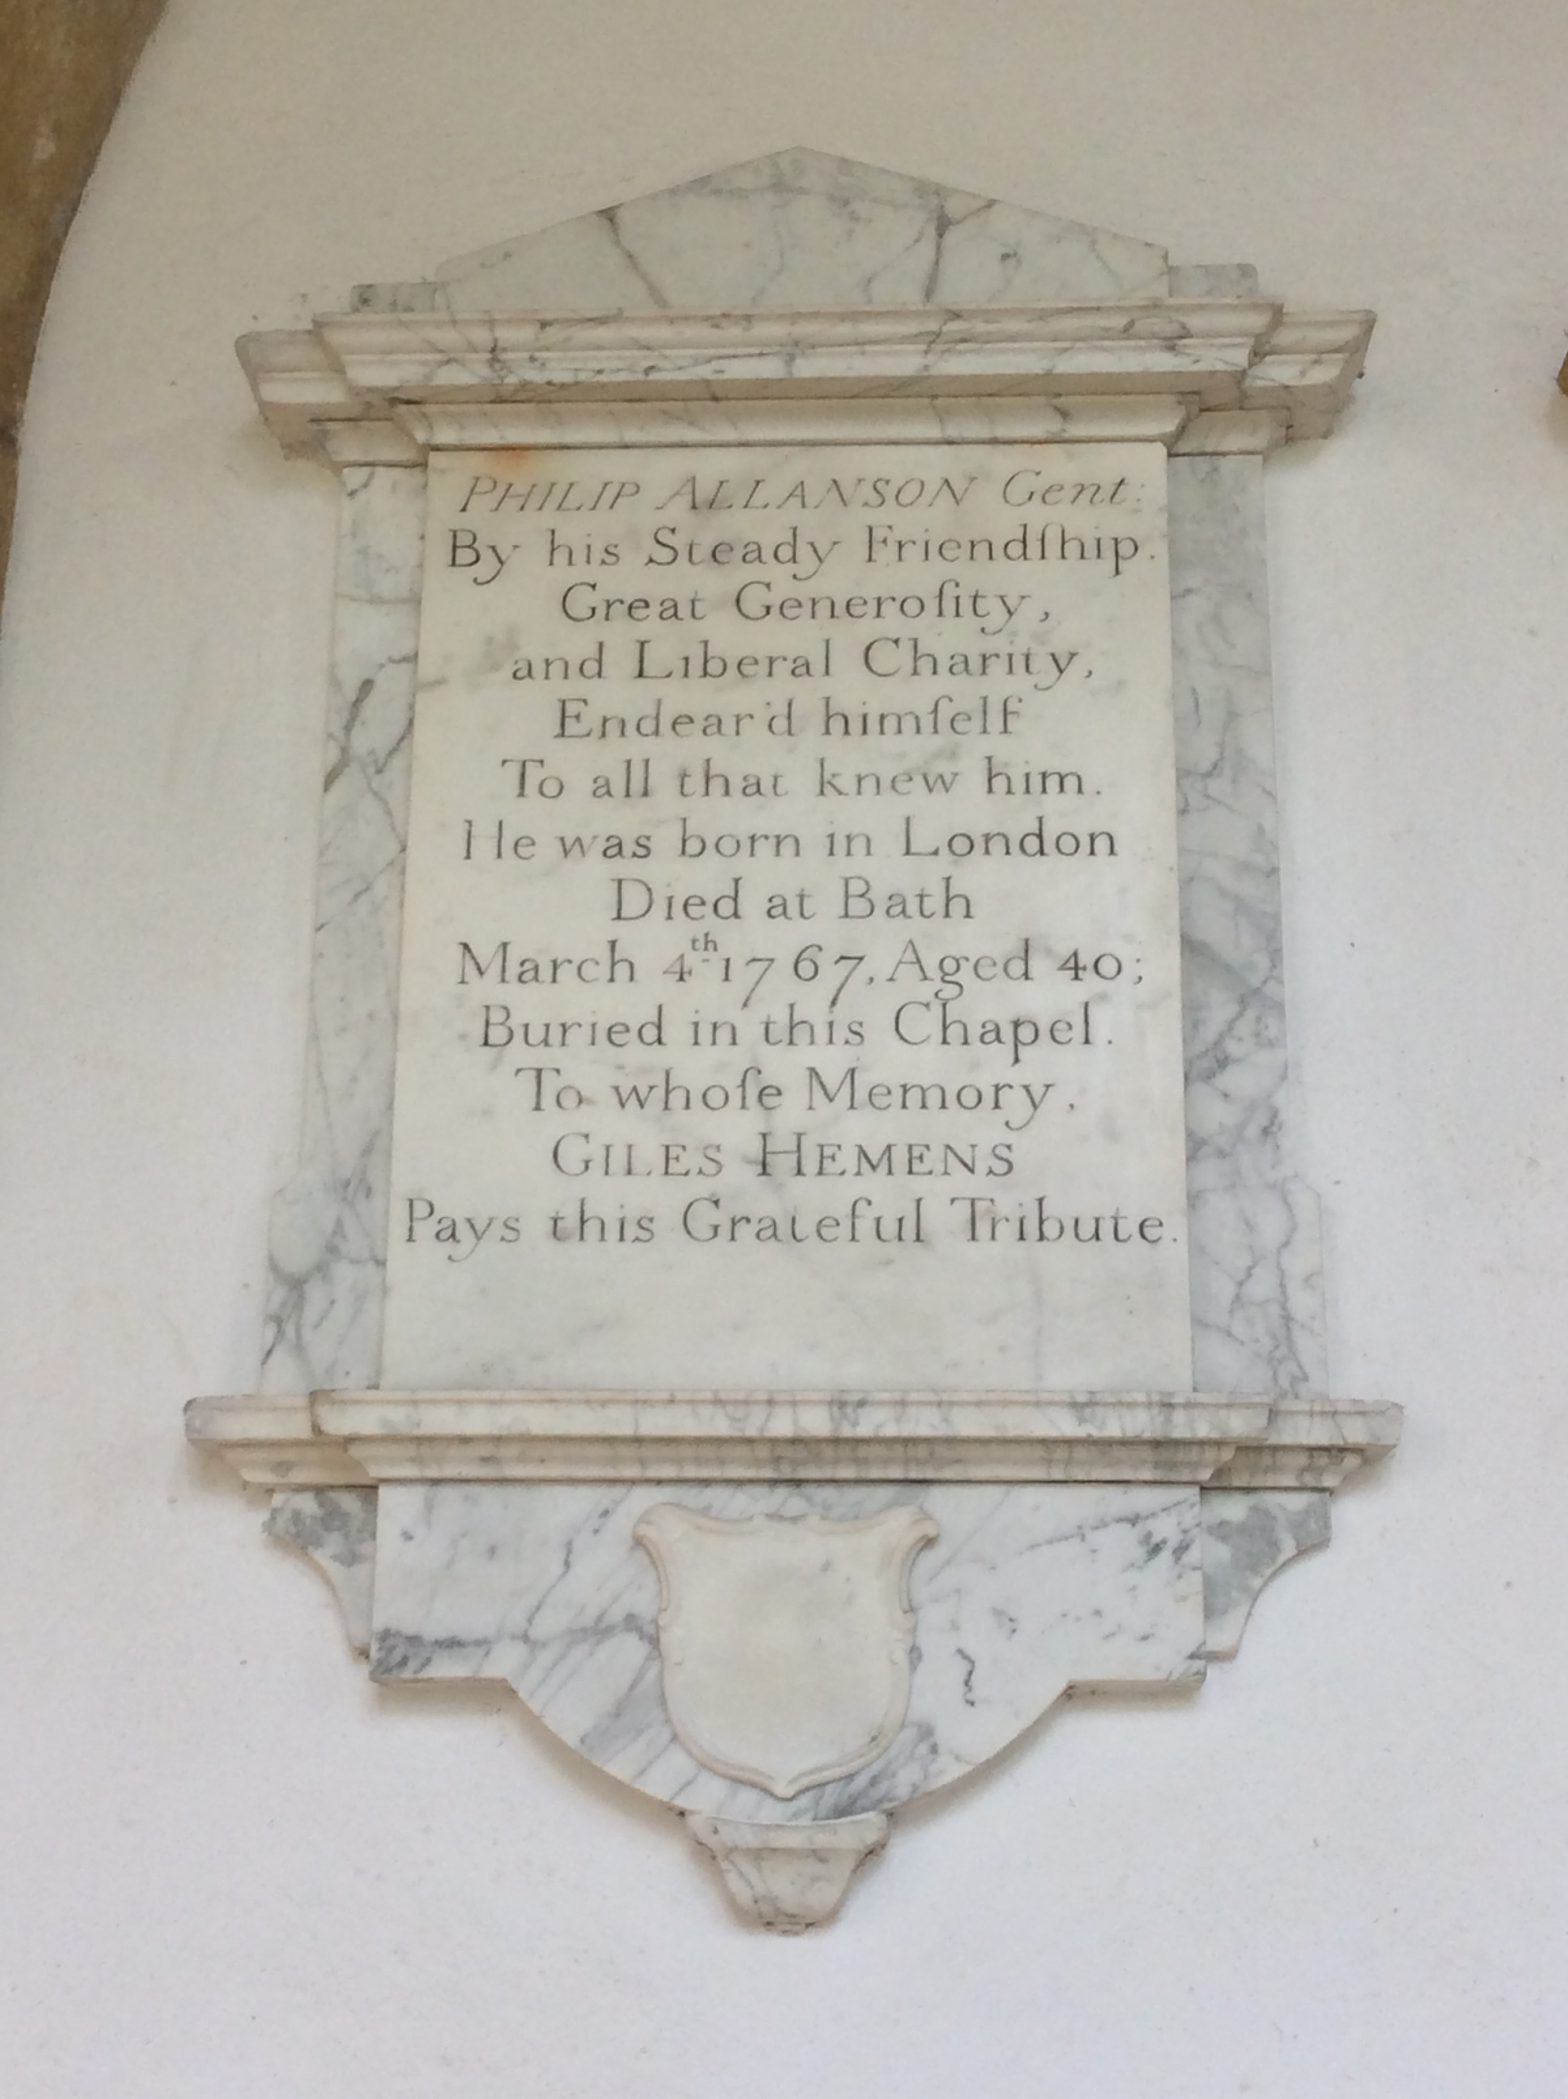 PHILIP ALLANSON Gent:
By his Steady Friendſhip.
Great Generoſity,
and Liberal Charity,
Endear'd himſelf
To all that knew him.
He was born in London
Died at Bath
March 4th 1767, Aged 40;
Buried in this Chapel.
To whoſe Memory,
GILES HEMENS
Pays this Grateful Tribute.